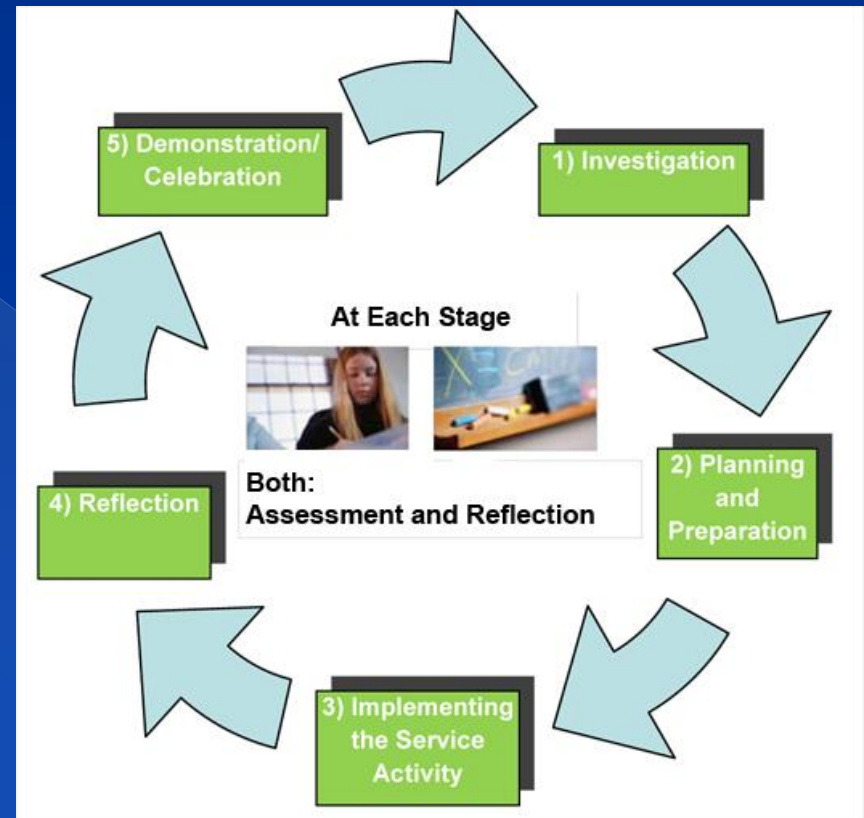 5) Demonstration/
Celebration
1) Investigation
At Each Stage
Both:
Assessment and Reflection
2) Planning
and
Preparation
4) Reflection
3) Implementing
the Service
Activity